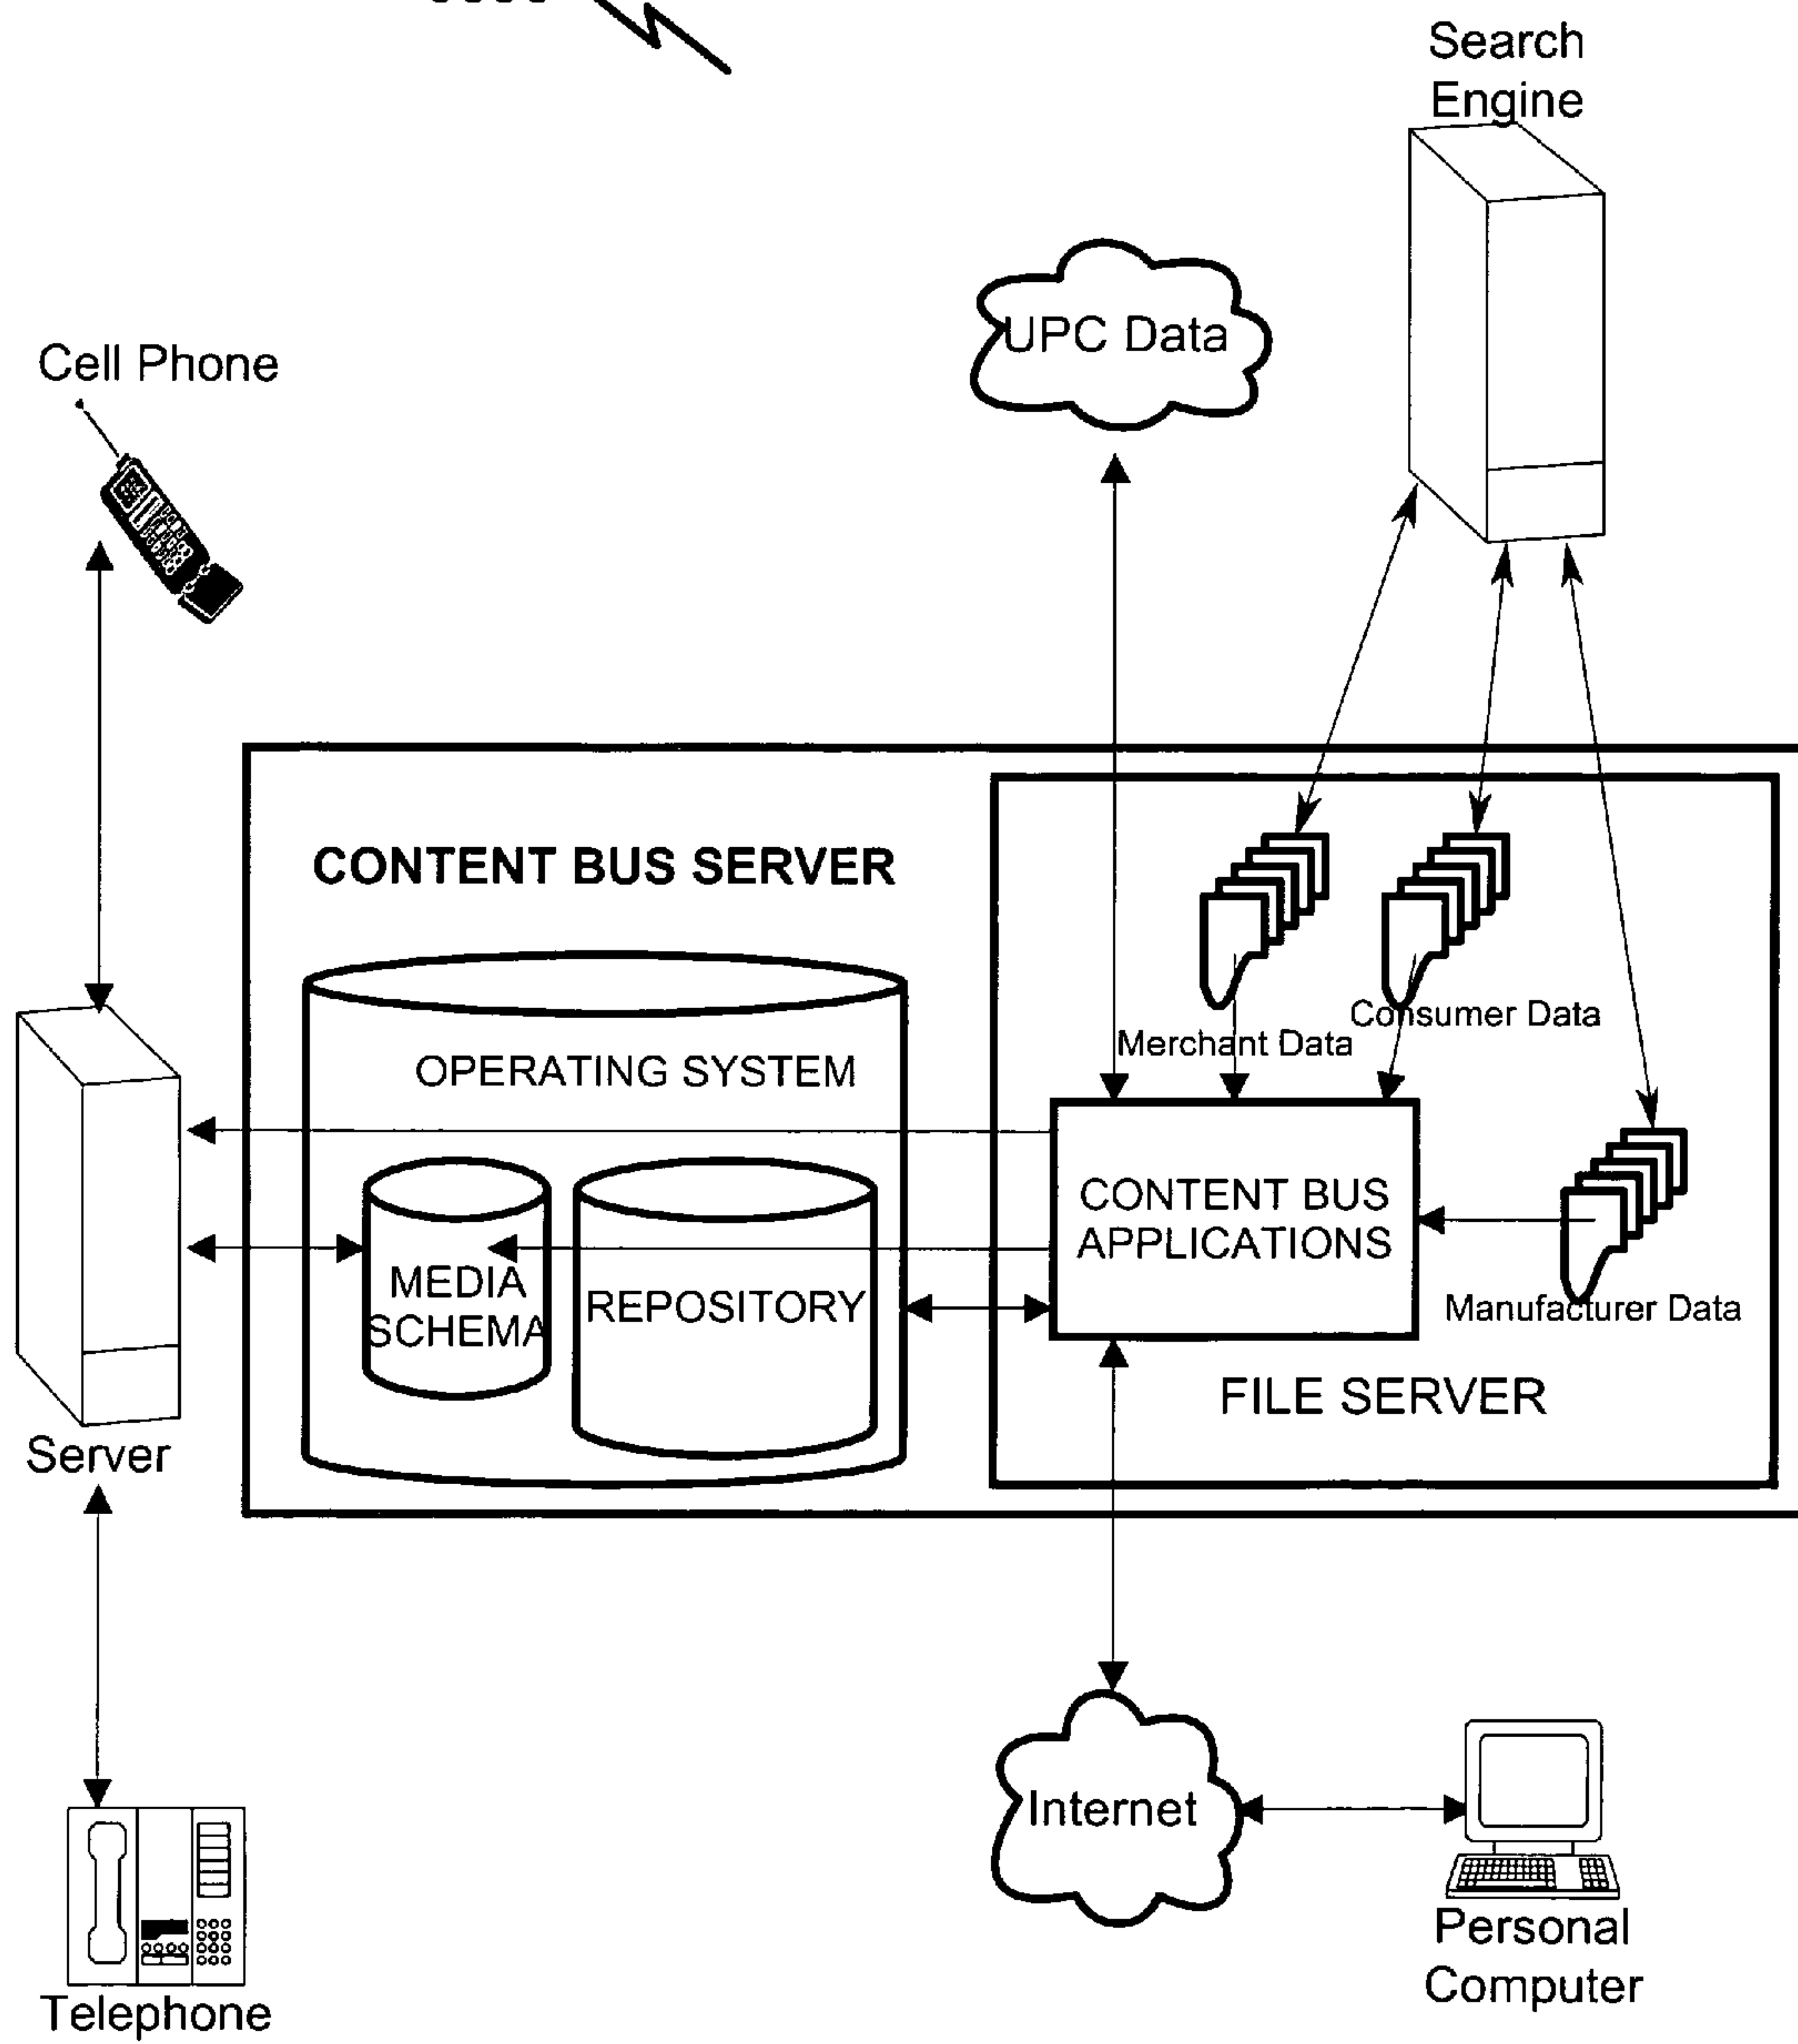 Search
Engine
UPC Data
Cell Phone
CONTENT BUS SERVER
Consumer Data
Merchant Data
OPERATING SYSTEM
CONTENT BUS
APPLICATIONS
MEDIA
SCHEMA
REPOSITORY
Manufacturer Data
FILE SERVER
Server
Internet
Personal
Computer
Telephone